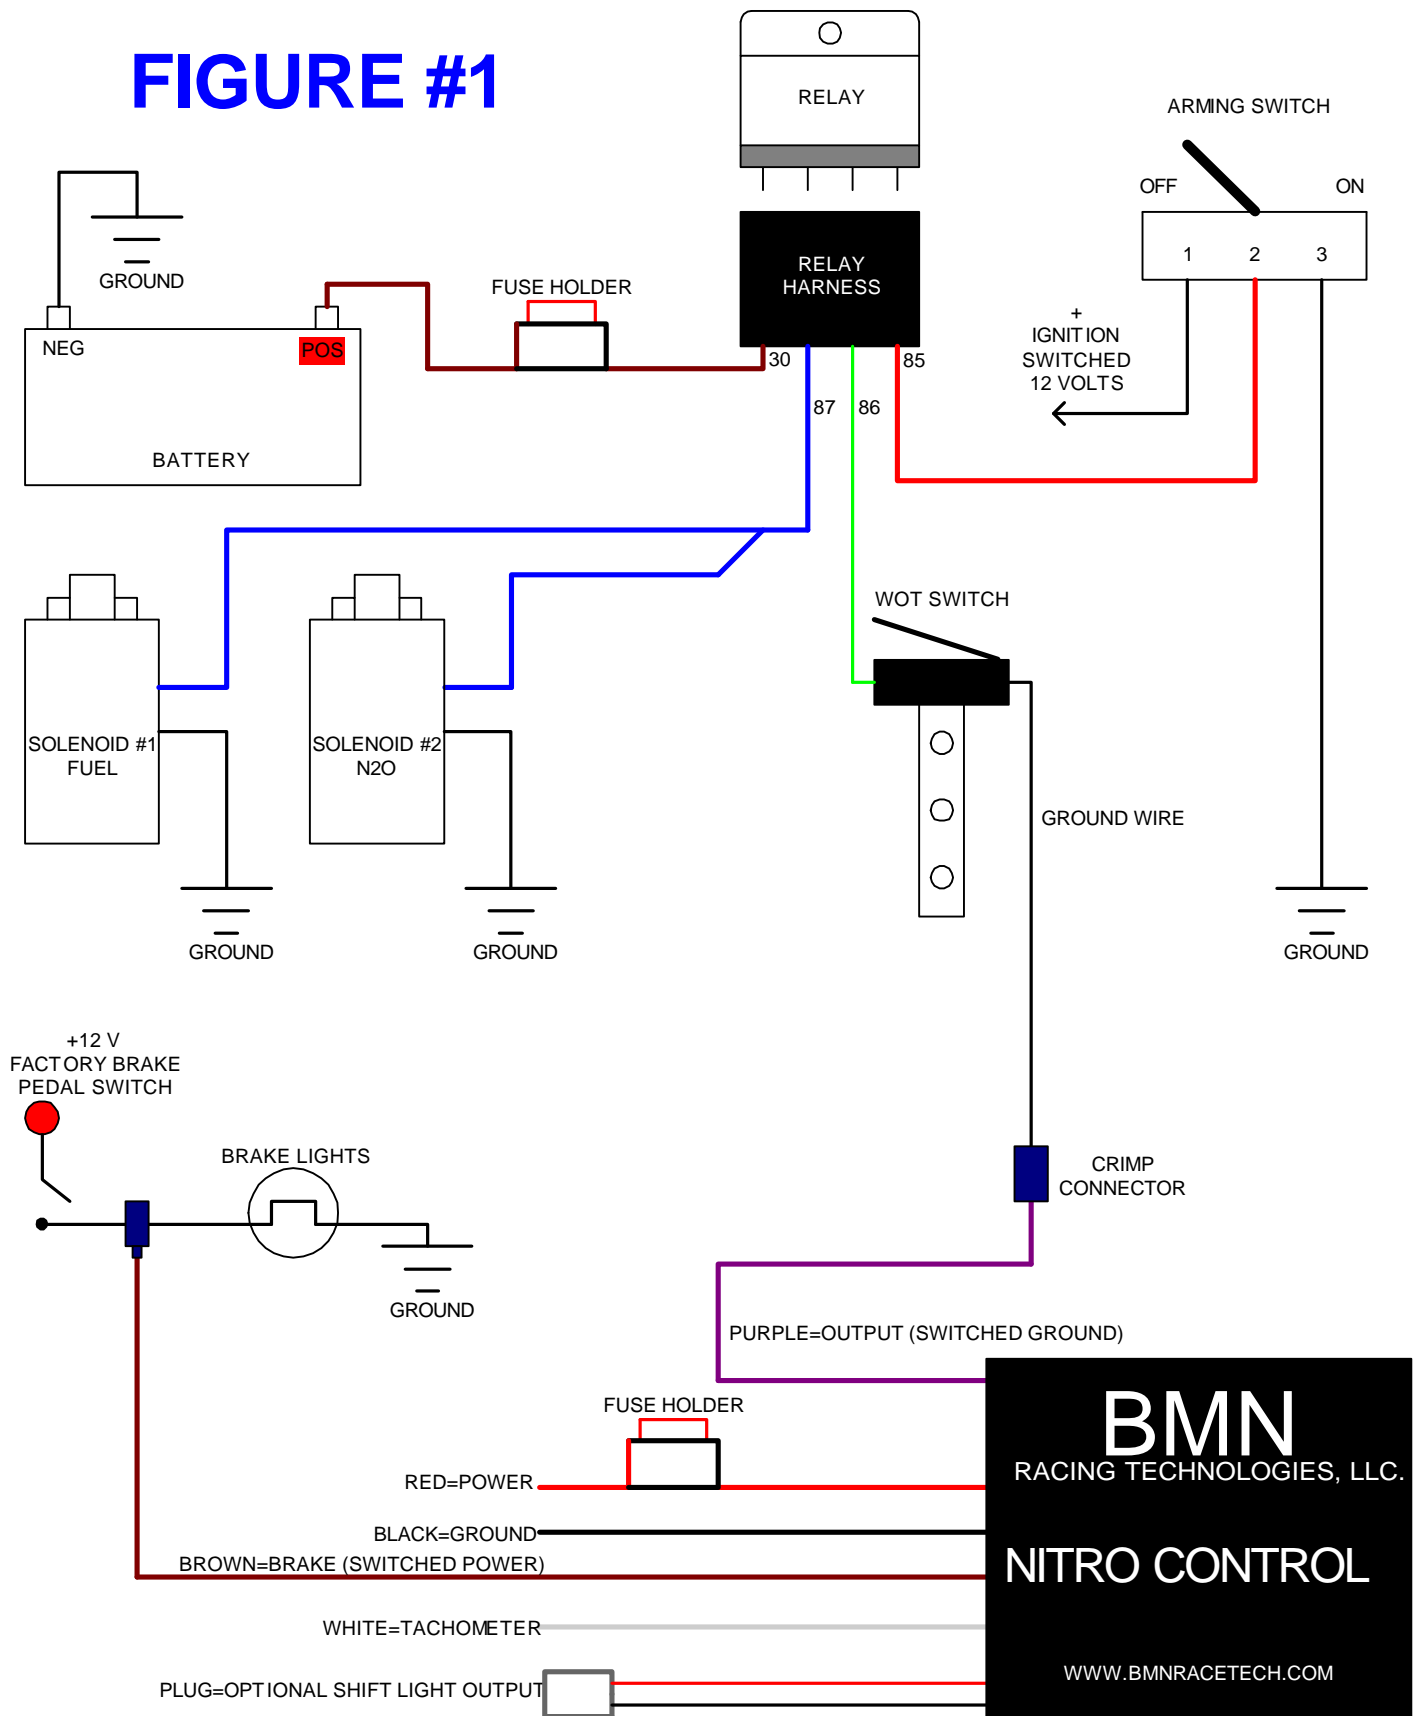 FIGURE #1
RELAY
ARMING SWITCH
OFF
ON
1
2
3
GROUND
RELAY
HARNESS
FUSE HOLDER
NEG
POS
BATTERY
30
87
86
85
+
IGNITION
SWITCHED
12 VOLTS
WOT SWITCH
SOLENOID #1
FUEL
SOLENOID #2
N2O
GROUND WIRE
GROUND
GROUND
GROUND
+12 V
FACTORY BRAKE
PEDAL SWITCH
BRAKE LIGHTS
GROUND
CRIMP
CONNECTOR
PURPLE=OUTPUT (SWITCHED GROUND)
FUSE HOLDER
RED=POWER
BLACK=GROUND
BROWN=BRAKE (SWITCHED POWER)
WHITE=TACHOMETER
PLUG=OPTIONAL SHIFT LIGHT OUTPUT
BMN
RACING TECHNOLOGIES, LLC.
NITRO CONTROL
WWW.BMNRACETECH.COM